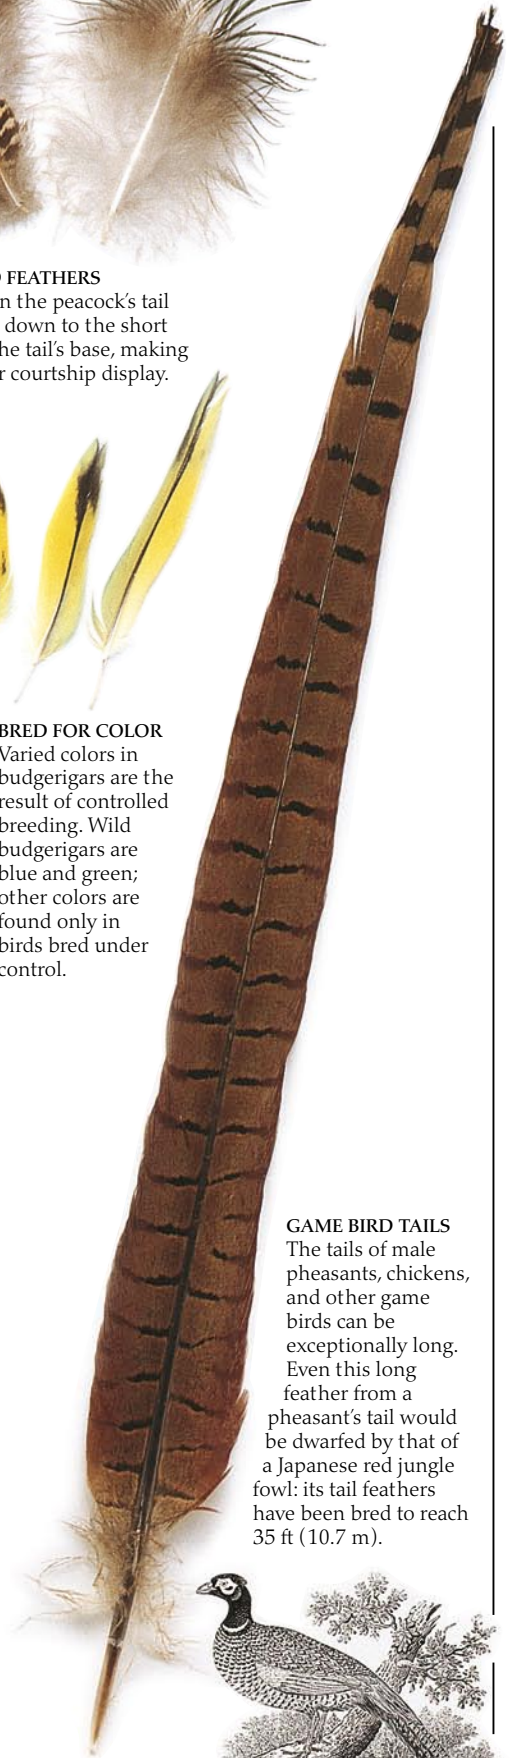 FEATHERS
n the peacock's tail
down to the short
he tail's base, making
r courtship display.
BRED FOR COLOR
Varied colors in
budgerigars are the
result of controlled
breeding. Wild
budgerigars are
blue and green;
other colors are
found only in
birds bred under
control.
GAME BIRD TAILS
The tails of male
pheasants, chickens,
and other game
birds can be
exceptionally long.
Even this long
feather from a
pheasant's tail would
be dwarfed by that of
a Japanese red jungle
fowl: its tail feathers
have been bred to reach
35 ft (10.7 m).